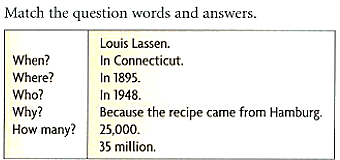 Match the question words and answers.
Louis Lassen.
When? In Connecticut.
Where? In 1895.
Who? In 1948.
Why? Because the recipe came from Hamburg.
How many? 25,000.
35 million.